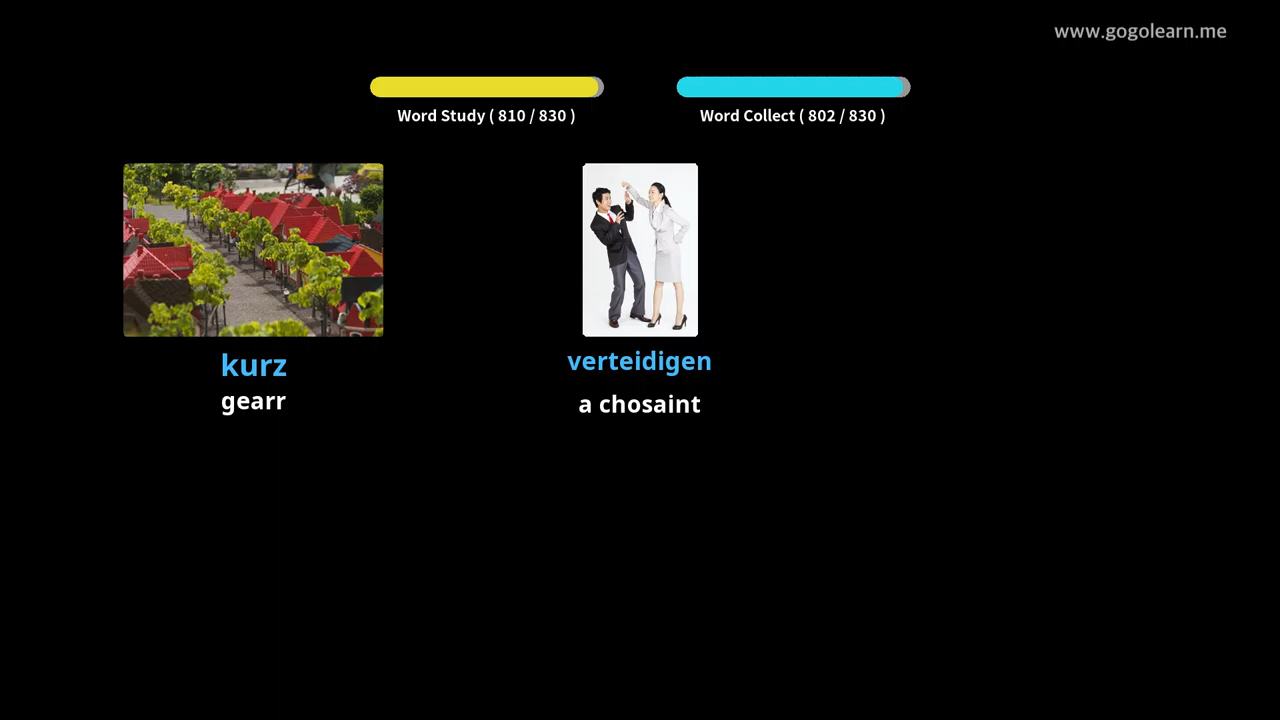 www.gogolearn.me
Word Study ( 810 / 830 )
Word Collect ( 802 / 830 )
kurz
gearr
verteidigen
a chosaint